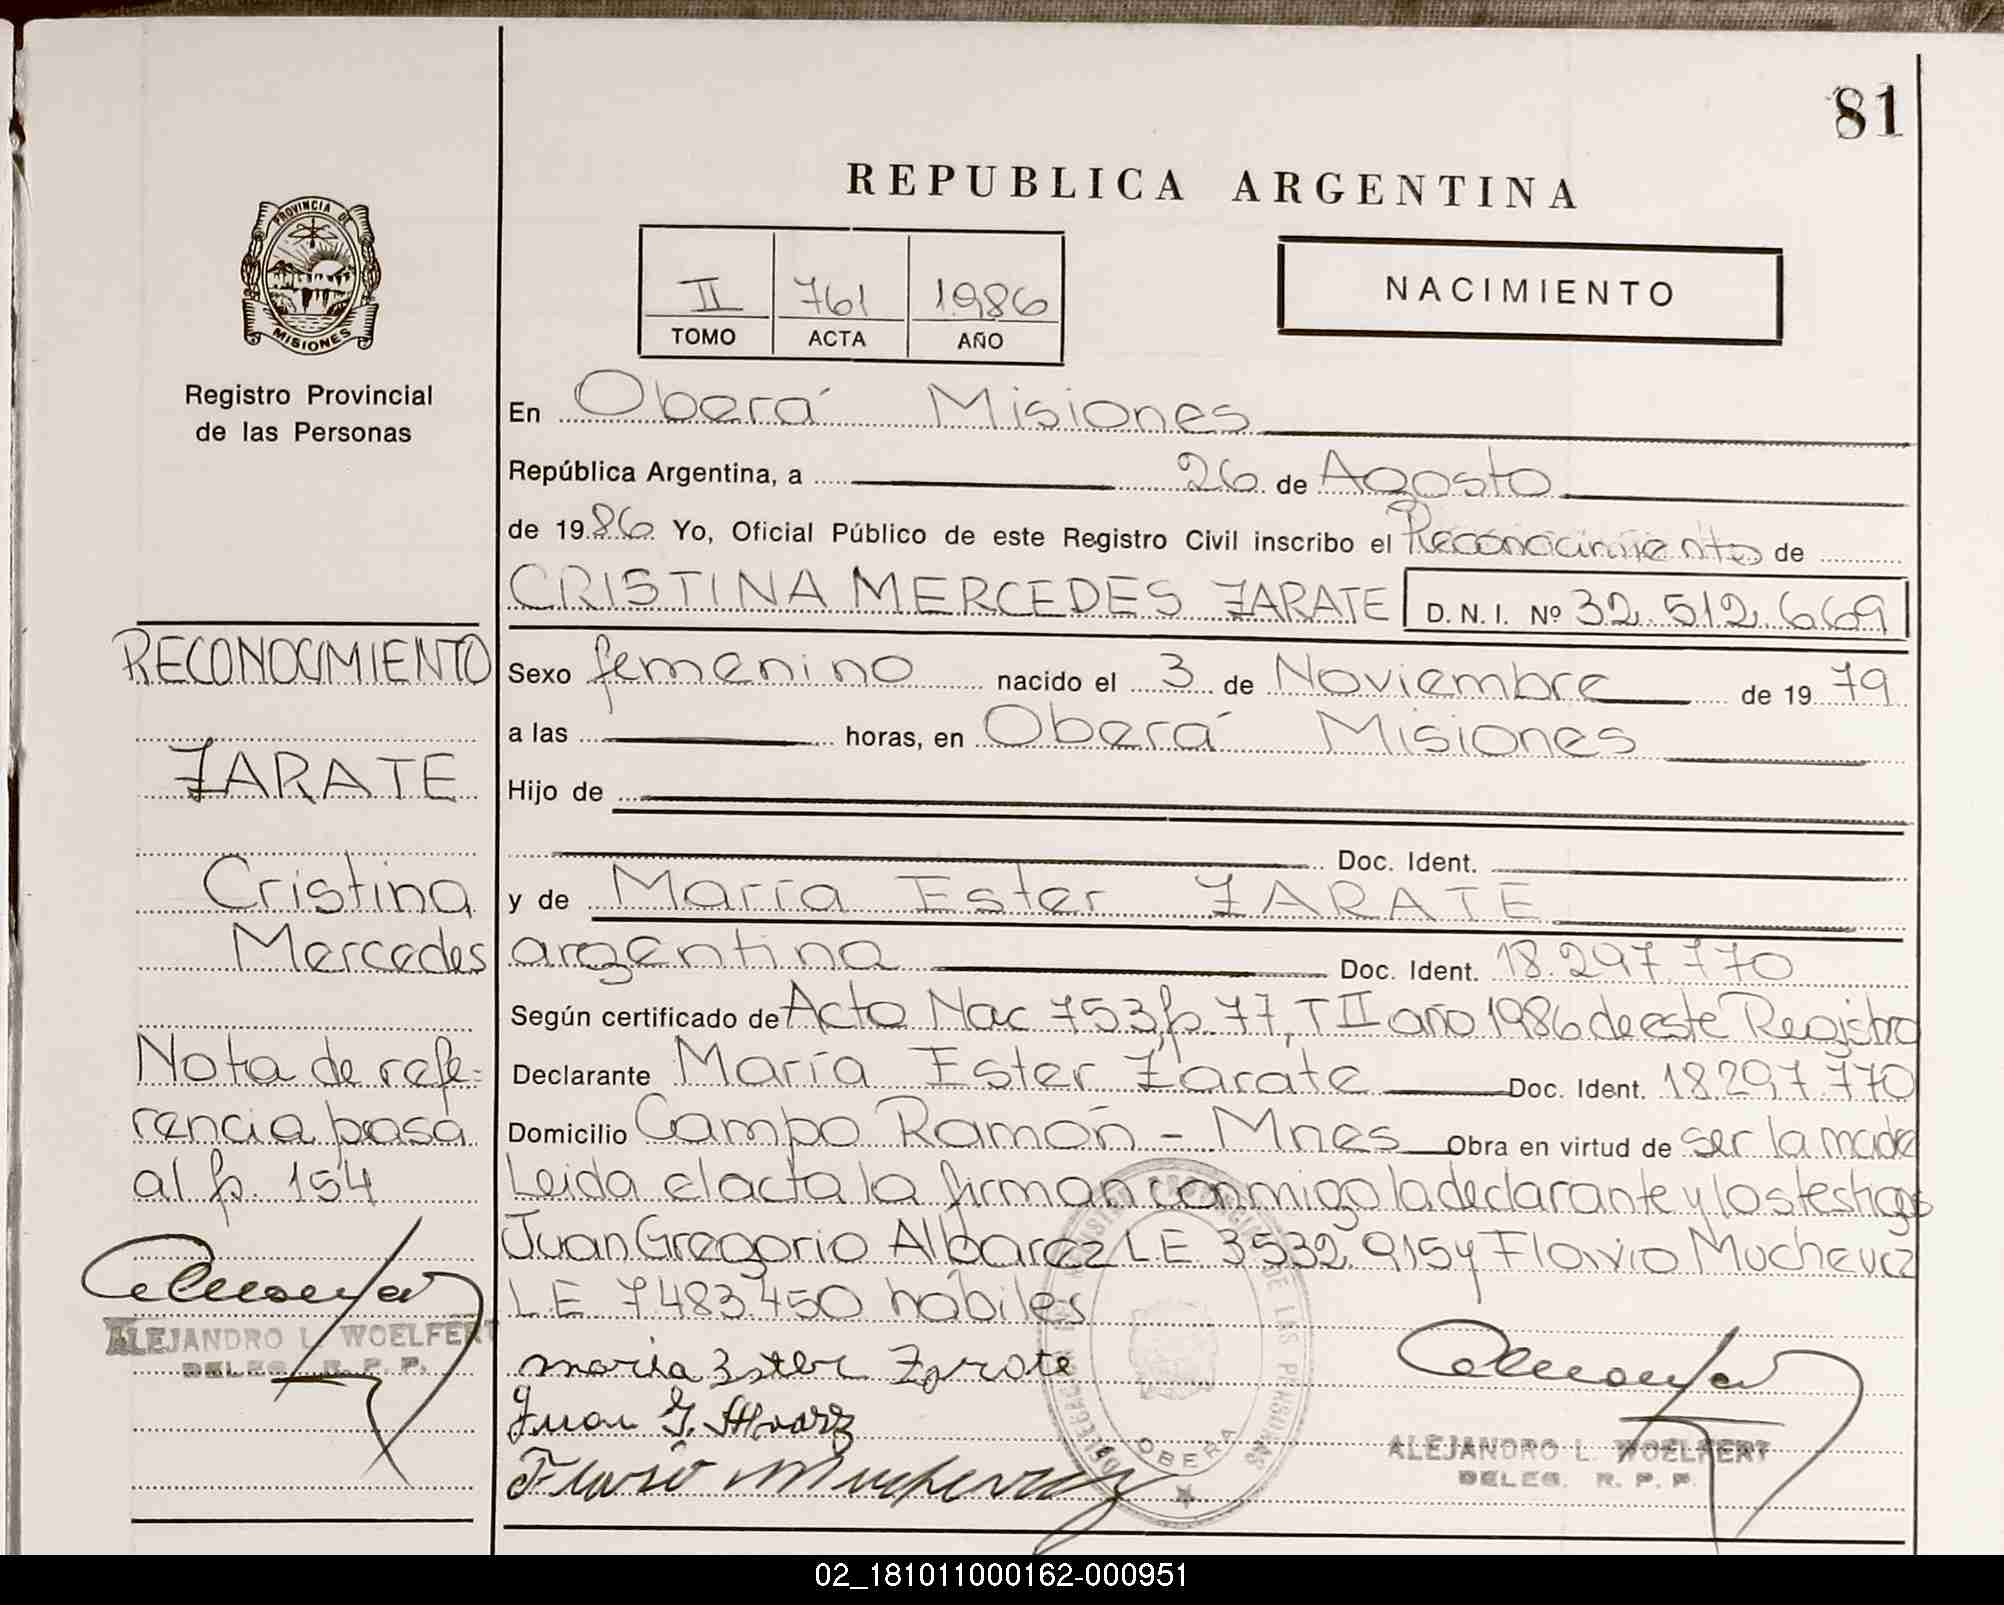 81
REPUBLICA ARGENTINA
II 761 1986
TOMO ACTA AÑO
NACIMIENTO
PROVINCIA DE
MISIONES
Registro Provincial
de las Personas
En Oberá Misiones
República Argentina, a 26 de Agosto
de 1986 Yo, Oficial Público de este Registro Civil inscribo el Reconocimiento de
CRISTINA MERCEDES ZARATE D. N. I. Nº 32.512.669
Sexo femenino nacido el 3 de Noviembre de 1979
a las horas, en Oberá Misiones
Hijo de
Doc. Ident.
y de María Ester ZARATE
argentina Doc. Ident. 18.297.770
Según certificado de Acta Nac 753, fº 77, T II año 1986 de este Registro
Declarante María Ester Zarate Doc. Ident. 18.297.770
Domicilio Campo Ramón - Mnes Obra en virtud de ser la madre
Leida el acta la firman conmigo la declarante y los testigos
Juan Gregorio Albarez L.E 3532.915 y Flavio Mucherez
L.E 7.483.450 hábiles
maria Ester Zarate
Juan G. Alvarz
Flavio
RECONOCIMIENTO
ZARATE
Cristina
Mercedes
Nota de refe=
rencia pasa
al fº. 154
ALEJANDRO L. WOELFERT
DELEG. R. P. P.
OBERA
ALEJANDRO L. WOELFERT
DELEG. R. P. P.
02_181011000162-000951